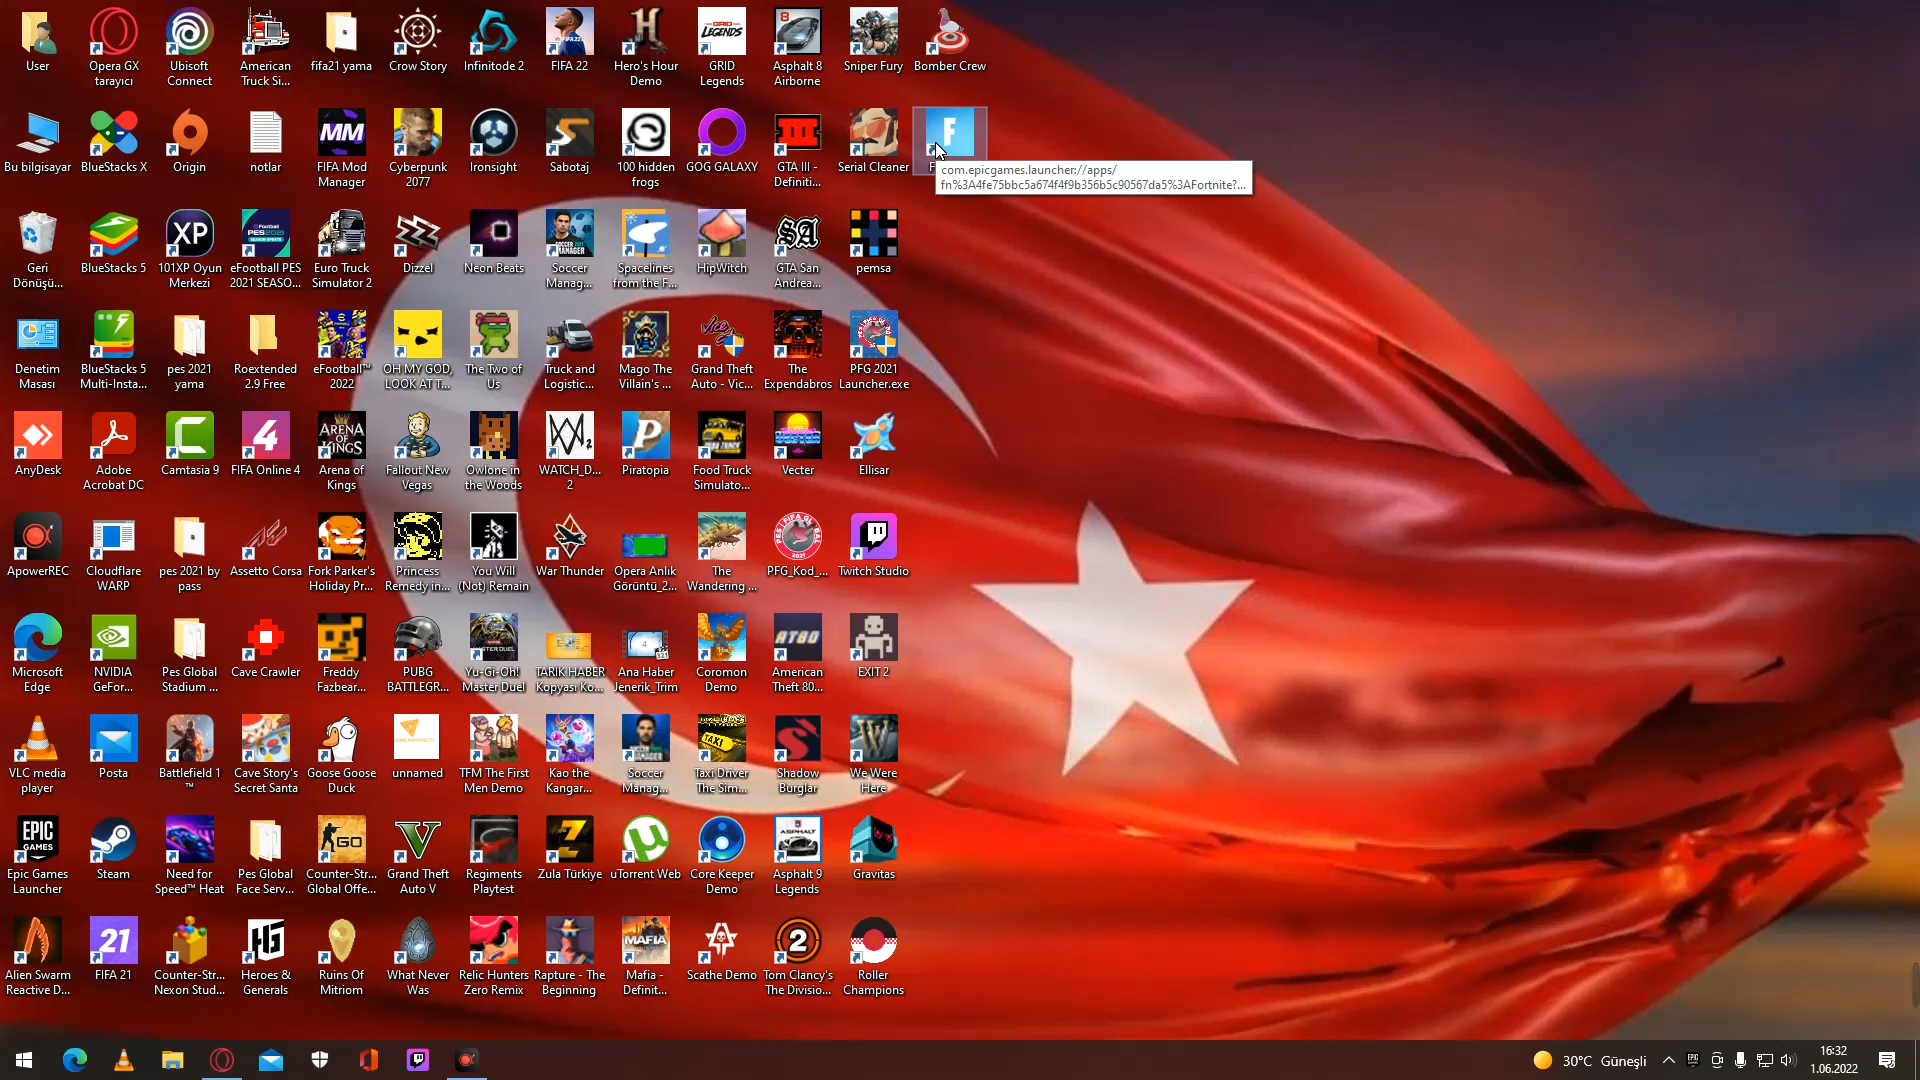 User
Opera GX
tarayıcı
Ubisoft
Connect
American
Truck Si...
fifa21 yama
Crow Story
Infinitode 2
FIFA 22
Hero's Hour
Demo
GRID
Legends
Asphalt 8
Airborne
Sniper Fury
Bomber Crew
Bu bilgisayar
BlueStacks X
Origin
notlar
FIFA Mod
Manager
Cyberpunk
2077
Ironsight
Sabotaj
100 hidden
frogs
GOG GALAXY
GTA III -
Definiti...
Serial Cleaner
com.epicgames.launcher://apps/
fn%3A4fe75bbc5a674f4f9b356b5c90567da5%3AFortnite?...
Geri
Dönüşü...
BlueStacks 5
101XP Oyun
Merkezi
eFootball PES
2021 SEASO...
Euro Truck
Simulator 2
Dizzel
Neon Beats
Soccer
Manag...
Spacelines
from the F...
HipWitch
GTA San
Andrea...
pemsa
Denetim
Masası
BlueStacks 5
Multi-Insta...
pes 2021
yama
Roextended
2.9 Free
eFootball™
2022
OH MY GOD,
LOOK AT T...
The Two of
Us
Truck and
Logistic...
Mago The
Villain's ...
Grand Theft
Auto - Vic...
The
Expendabros
PFG 2021
Launcher.exe
AnyDesk
Adobe
Acrobat DC
Camtasia 9
FIFA Online 4
Arena of
Kings
Fallout New
Vegas
Owlone in
the Woods
WATCH_D...
2
Piratopia
Food Truck
Simulato...
Vecter
Ellisar
ApowerREC
Cloudflare
WARP
pes 2021 by
pass
Assetto Corsa
Fork Parker's
Holiday Pr...
Princess
Remedy in...
You Will
(Not) Remain
War Thunder
Opera Anlık
Görüntü_2...
The
Wandering ...
PFG_Kod_...
Twitch Studio
Microsoft
Edge
NVIDIA
GeFor...
Pes Global
Stadium ...
Cave Crawler
Freddy
Fazbear...
PUBG
BATTLEGR...
Yu-Gi-Oh!
Master Duel
TARIK HABER
Kopyası Ko...
Ana Haber
Jenerik_Trim
Coromon
Demo
American
Theft 80...
EXIT 2
VLC media
player
Posta
Battlefield 1
™
Cave Story's
Secret Santa
Goose Goose
Duck
unnamed
TFM The First
Men Demo
Kao the
Kangar...
Soccer
Manag...
Taxi Driver
The Sim...
Shadow
Burglar
We Were
Here
Epic Games
Launcher
Steam
Need for
Speed™ Heat
Pes Global
Face Serv...
Counter-Str...
Global Offe...
Grand Theft
Auto V
Regiments
Playtest
Zula Türkiye
uTorrent Web
Core Keeper
Demo
Asphalt 9
Legends
Gravitas
Alien Swarm
Reactive D...
FIFA 21
Counter-Str...
Nexon Stud...
Heroes &
Generals
Ruins Of
Mitriom
What Never
Was
Relic Hunters
Zero Remix
Rapture - The
Beginning
Mafia -
Definit...
Scathe Demo
Tom Clancy's
The Divisio...
Roller
Champions
30°C Güneşli
16:32
1.06.2022